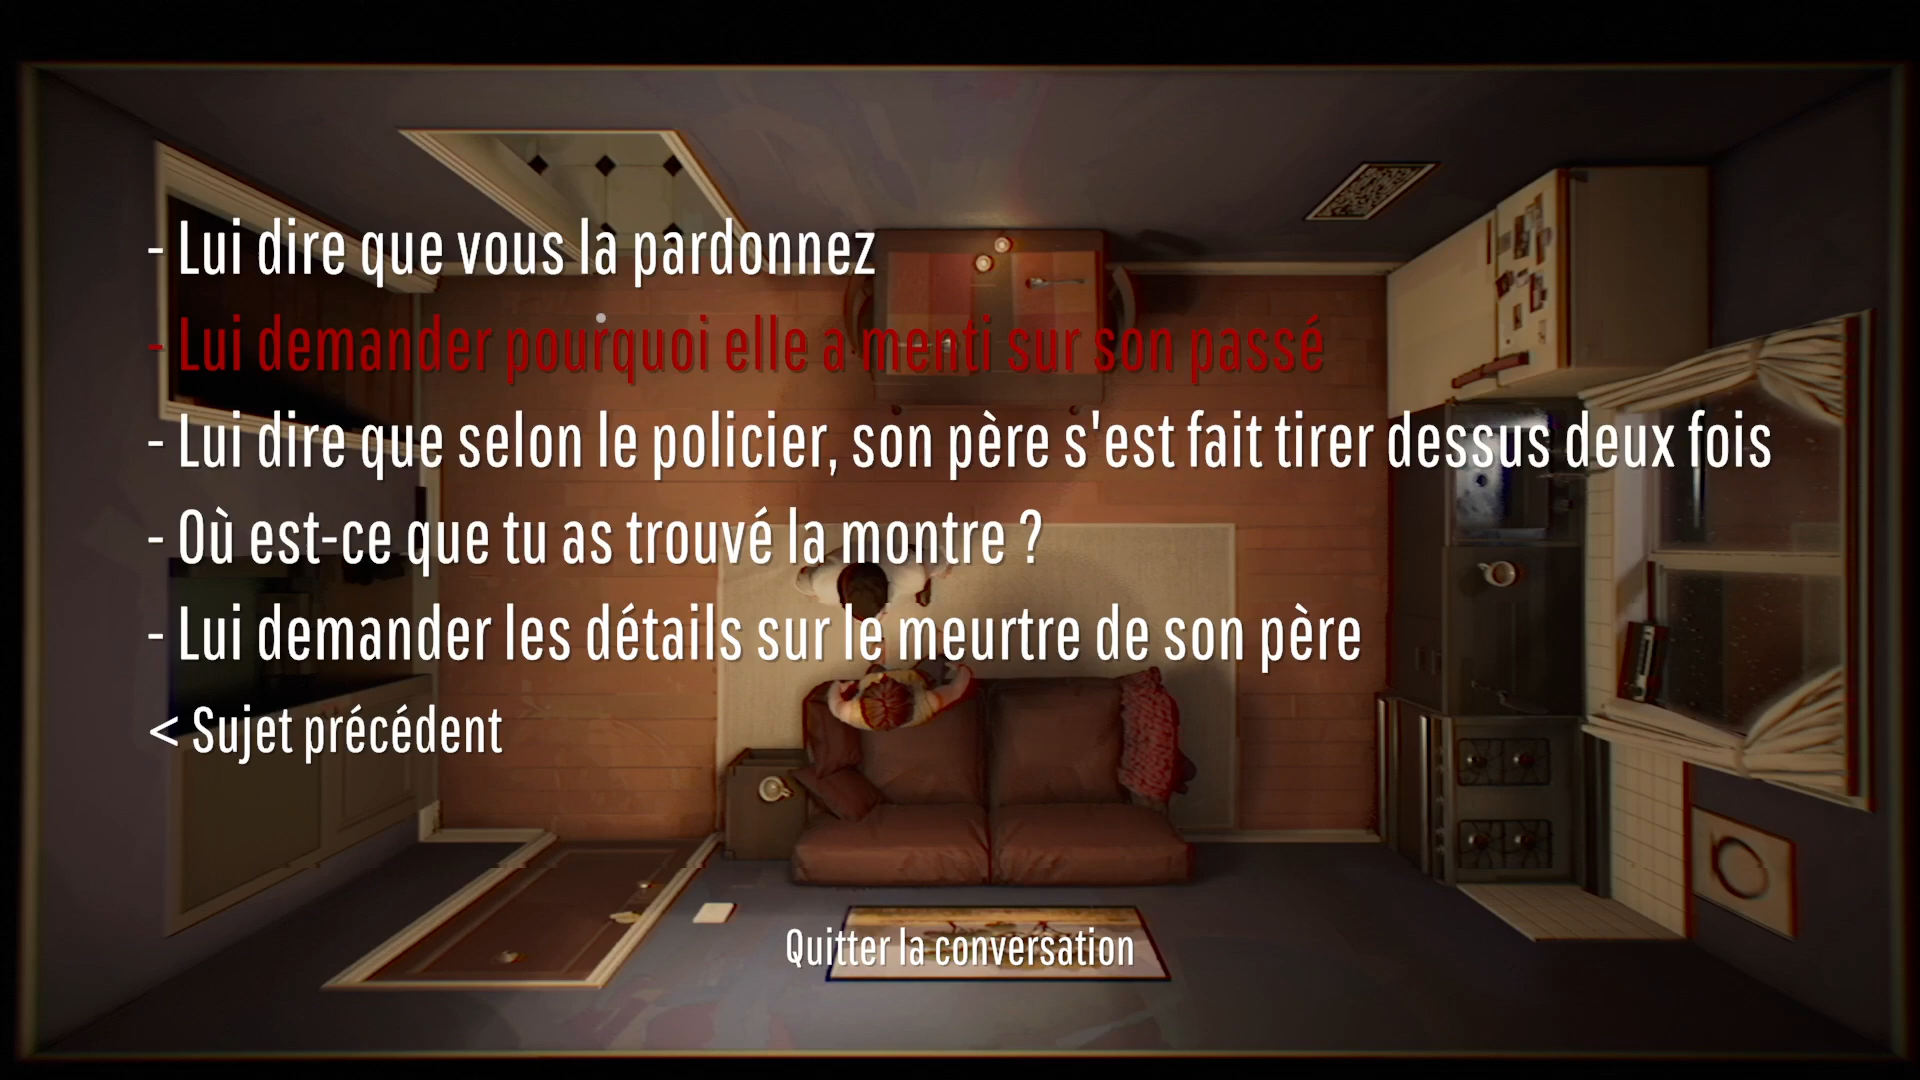 - Lui dire que vous la pardonnez
- Lui demander pourquoi elle a menti sur son passé
- Lui dire que selon le policier, son père s'est fait tirer dessus deux fois
- Où est-ce que tu as trouvé la montre ?
- Lui demander les détails sur le meurtre de son père
< Sujet précédent
Quitter la conversation